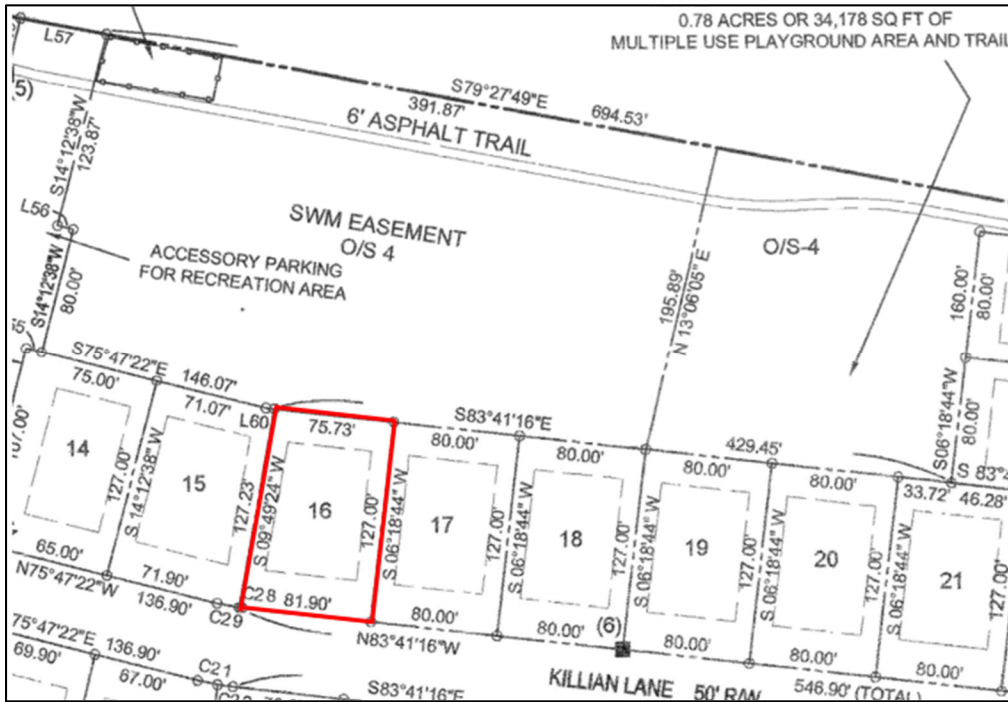 0.78 ACRES OR 34,178 SQ FT OF
MULTIPLE USE PLAYGROUND AREA AND TRAIL
L57
S79°27'49"E
391.87'
694.53'
6' ASPHALT TRAIL
(5)
S14°12'38"W
123.87'
L56
SWM EASEMENT
O/S 4
O/S-4
ACCESSORY PARKING
FOR RECREATION AREA
S14°12'38"W
80.00'
195.89'
N 13°06'05" E
160.00'
80.00'
S06°18'44"W
80.00'
S75°47'22"E
75.00'
146.07'
71.07'
L60
75.73'
S83°41'16"E
80.00'
80.00'
429.45'
80.00'
33.72'
46.28'
14
127.00'
S 14°12'38" W
15
127.23'
S 09°49'24" W
16
127.00'
S 06°18'44" W
17
S 06°18'44" W
18
127.00'
S 06°18'44" W
19
127.00'
S 06°18'44" W
20
127.00'
S 06°18'44" W
21
127.00'
65.00'
N75°47'22"W
71.90'
136.90'
C29
C28
81.90'
N83°41'16"W
80.00'
80.00'
(6)
80.00'
80.00'
80.00'
75°47'22"E
136.90'
69.90'
67.00'
C21
S83°41'16"E
KILLIAN LANE 50' R/W
546.90' (TOTAL)